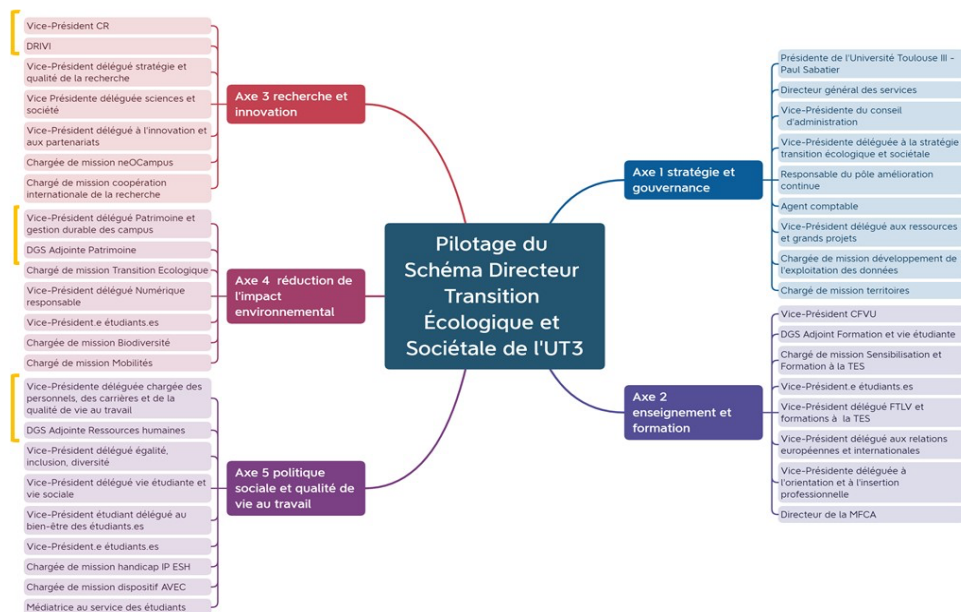 Pilotage du
Schéma Directeur
Transition
Écologique et
Sociétale de l'UT3
Axe 1 stratégie et
gouvernance
Présidente de l'Université Toulouse III -
Paul Sabatier
Directeur général des services
Vice-Présidente du conseil
d'administration
Vice-Présidente déléguée à la stratégie
transition écologique et sociétale
Responsable du pôle amélioration
continue
Agent comptable
Vice-Président délégué aux ressources
et grands projets
Chargée de mission développement de
l'exploitation des données
Chargé de mission territoires
Axe 2
enseignement et
formation
Vice-Président CFVU
DGS Adjoint Formation et vie étudiante
Chargé de mission Sensibilisation et
Formation à la TES
Vice-Président.e étudiants.es
Vice-Président délégué FTLV et
formations à la TES
Vice-Président délégué aux relations
européennes et internationales
Vice-Présidente déléguée à
l'orientation et à l'insertion
professionnelle
Directeur de la MFCA
Axe 3 recherche et
innovation
Vice-Président CR
DRIVI
Vice-Président délégué stratégie et
qualité de la recherche
Vice Présidente déléguée sciences et
société
Vice-Président délégué à l'innovation et
aux partenariats
Chargée de mission neOCampus
Chargé de mission coopération
internationale de la recherche
Axe 4 réduction de
l'impact
environnemental
Vice-Président délégué Patrimoine et
gestion durable des campus
DGS Adjointe Patrimoine
Chargé de mission Transition Ecologique
Vice-Président délégué Numérique
responsable
Vice-Président.e étudiants.es
Chargée de mission Biodiversité
Chargé de mission Mobilités
Axe 5 politique
sociale et qualité de
vie au travail
Vice-Présidente déléguée chargée des
personnels, des carrières et de la
qualité de vie au travail
DGS Adjointe Ressources humaines
Vice-Président délégué égalité,
inclusion, diversité
Vice-Président délégué vie étudiante et
vie sociale
Vice-Président étudiant délégué au
bien-être des étudiants.es
Vice-Président.e étudiants.es
Chargée de mission handicap IP ESH
Chargée de mission dispositif AVEC
Médiatrice au service des étudiants